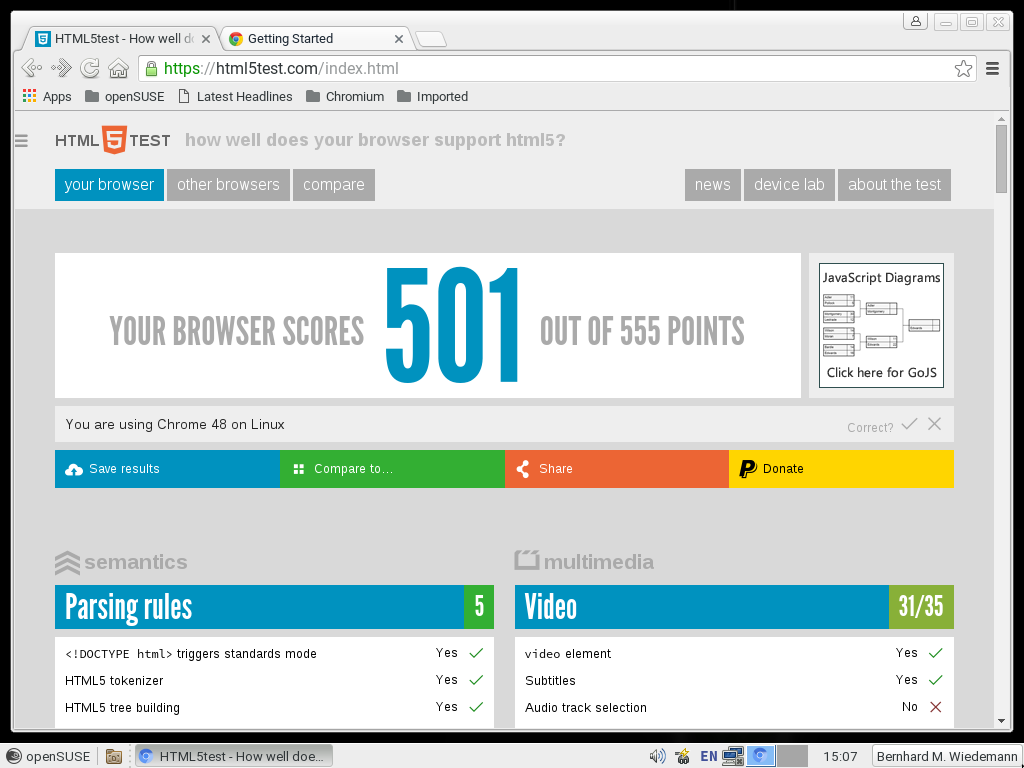 HTML5test - How well do
Getting Started
https://html5test.com/index.html
Apps openSUSE Latest Headlines Chromium Imported
HTML 5 TEST how well does your browser support html5?
your browser other browsers compare news device lab about the test
YOUR BROWSER SCORES 501 OUT OF 555 POINTS
JavaScript Diagrams
Click here for GoJS
You are using Chrome 48 on Linux
Correct?
Save results Compare to... Share Donate
semantics
Parsing rules 5
<!DOCTYPE html> triggers standards mode Yes
HTML5 tokenizer Yes
HTML5 tree building Yes
multimedia
Video 31/35
video element Yes
Subtitles Yes
Audio track selection No
openSUSE HTML5test - How well doe... EN 15:07 Bernhard M. Wiedemann